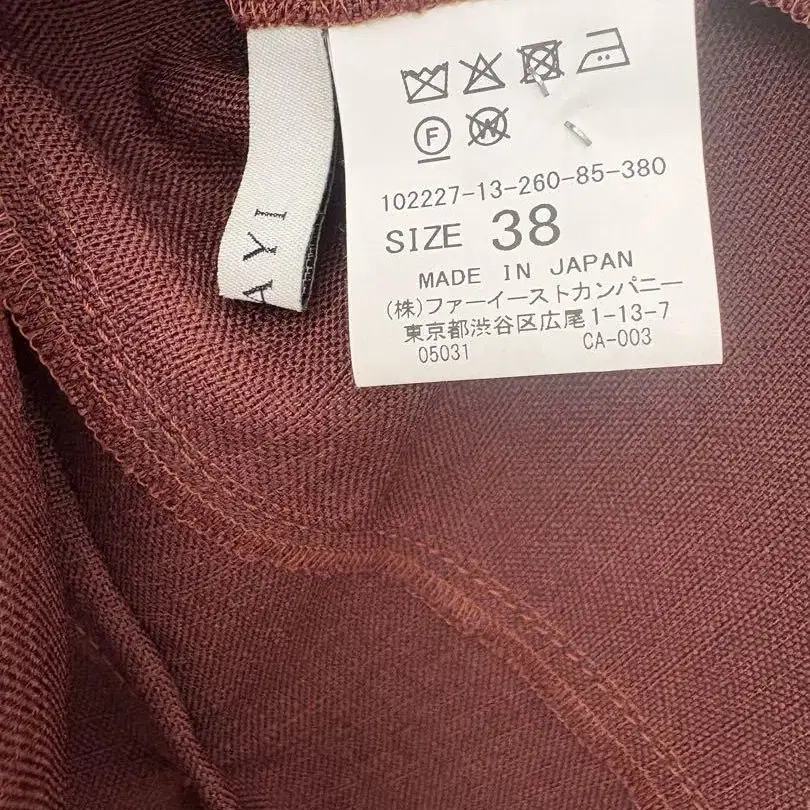 AYI
F
W
102227-13-260-85-380
SIZE 38
MADE IN JAPAN
(株)ファーイーストカンパニー
東京都渋谷区広尾1-13-7
05031 CA-003